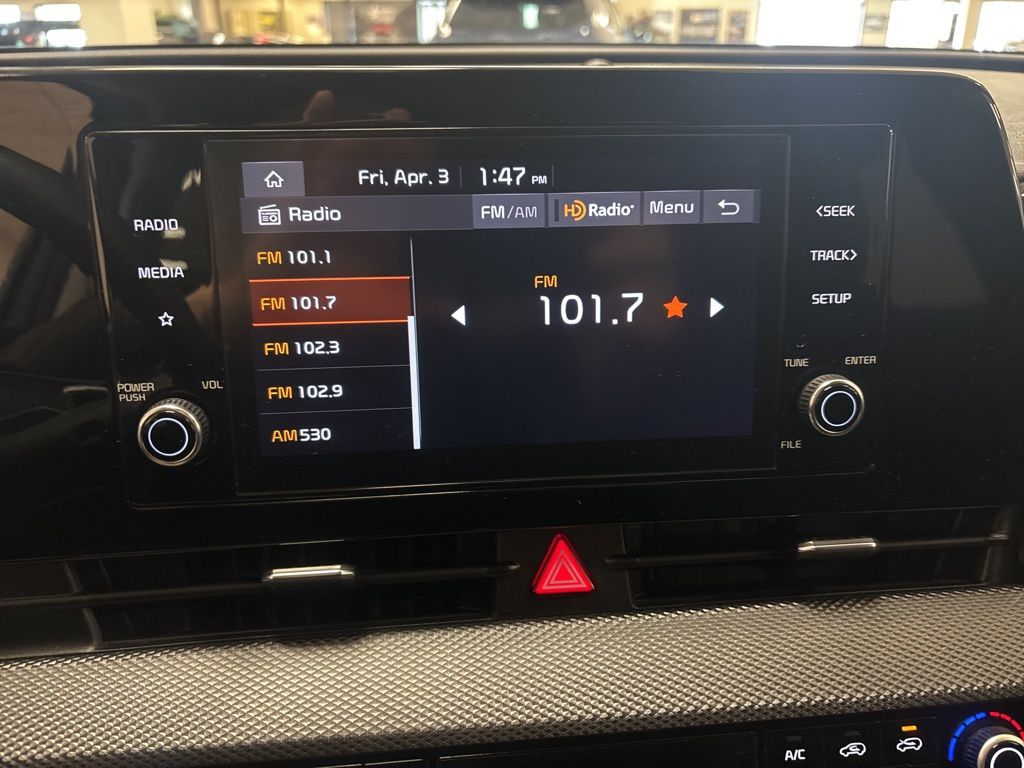 Fri, Apr. 3 1:47 PM
Radio FM/AM HD Radio Menu
RADIO
MEDIA
POWER PUSH
VOL
FM 101.1
FM 101.7
FM 102.3
FM 102.9
AM 530
FM
101.7
<SEEK
TRACK>
SETUP
TUNE
ENTER
FILE
A/C